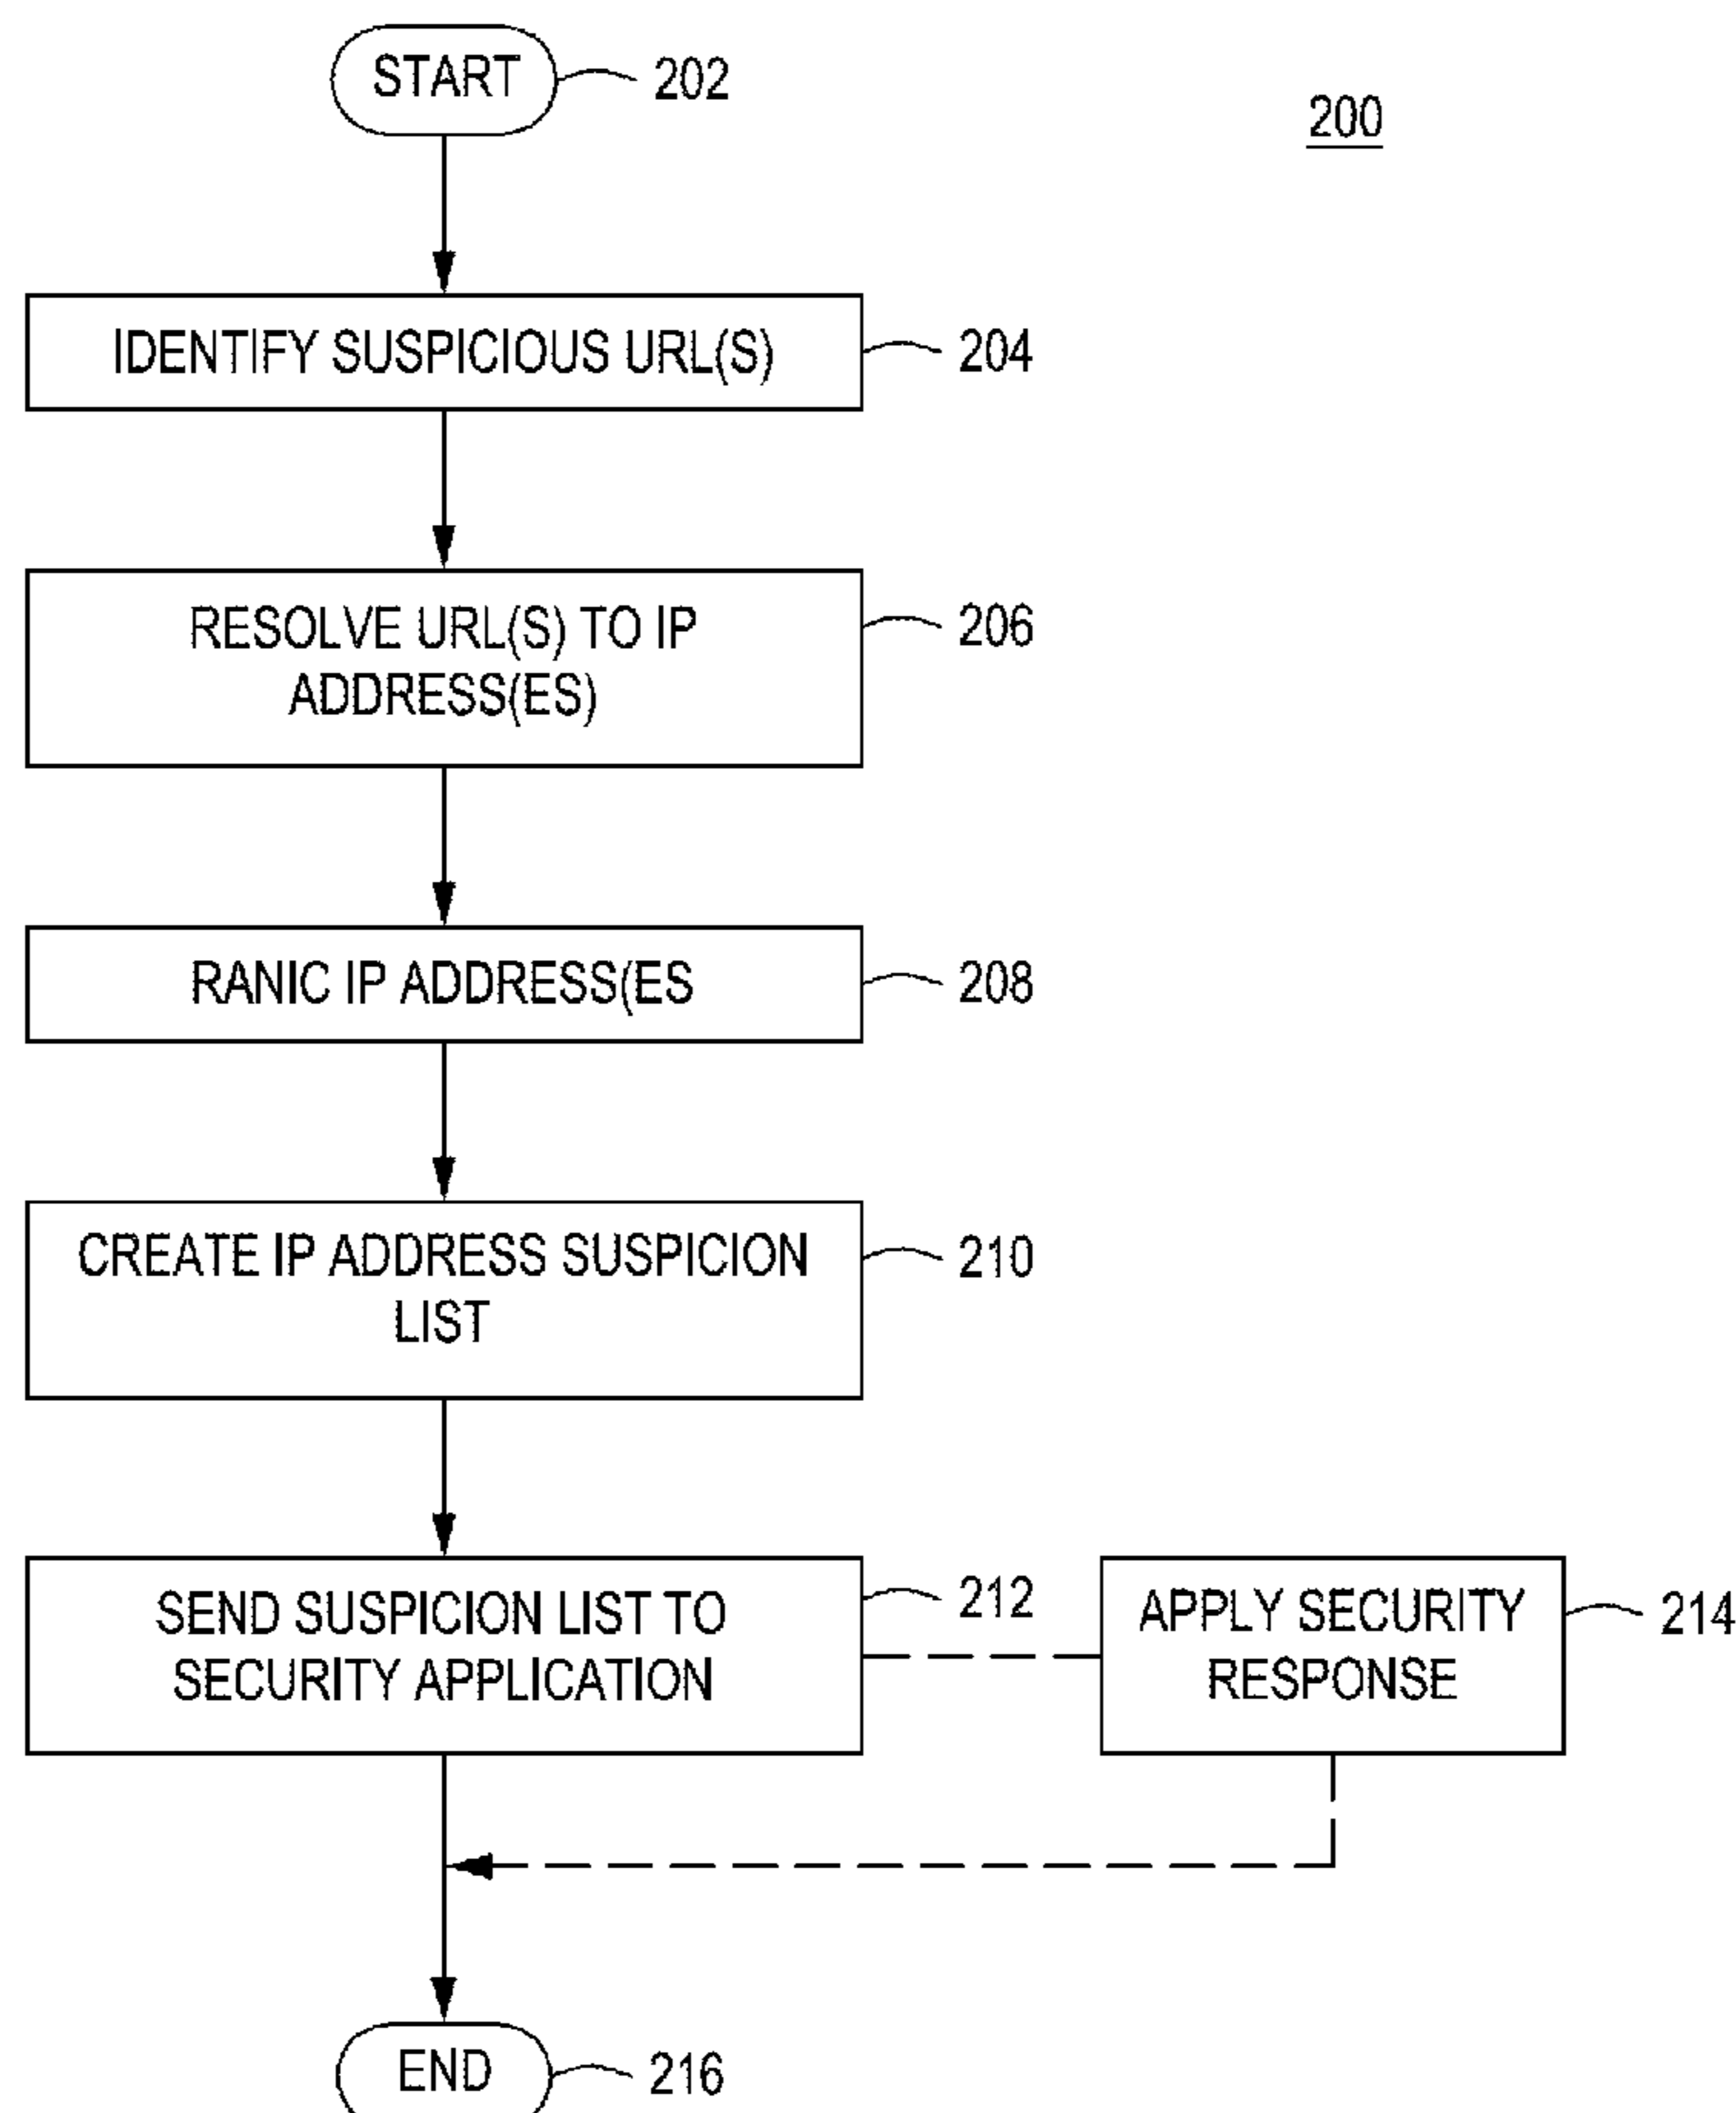 START
202
200
IDENTIFY SUSPICIOUS URL(S)
204
RESOLVE URL(S) TO IP
ADDRESS(ES)
206
RANIC IP ADDRESS(ES
208
CREATE IP ADDRESS SUSPICION
LIST
210
SEND SUSPICION LIST TO
SECURITY APPLICATION
212
APPLY SECURITY
RESPONSE
214
END
216